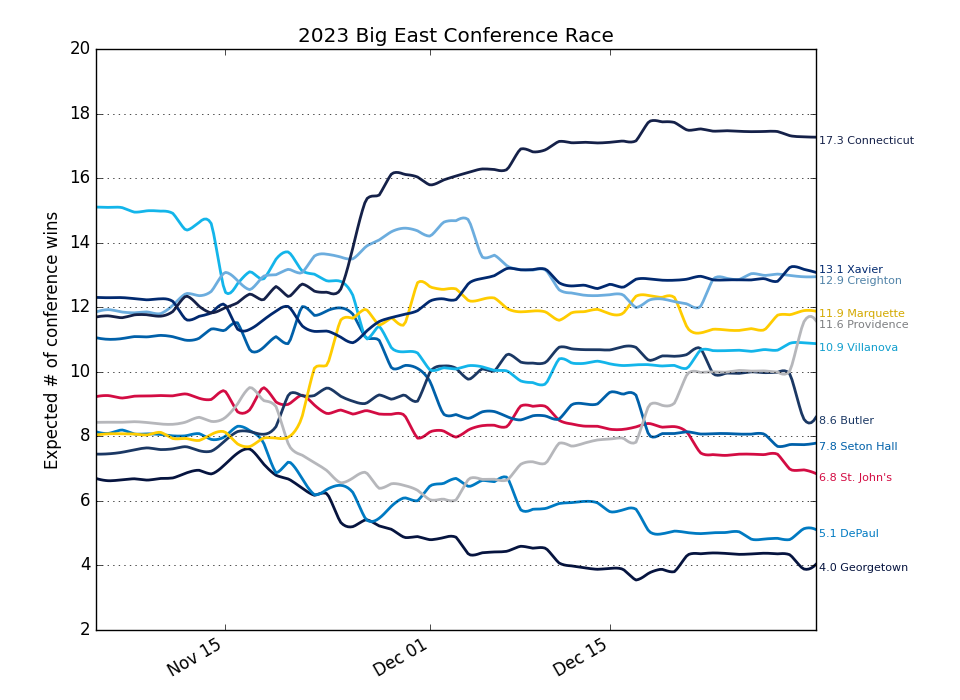 2023 Big East Conference Race
Expected # of conference wins
20
18
16
14
12
10
8
6
4
2
Nov 15
Dec 01
Dec 15
17.3 Connecticut
13.1 Xavier
12.9 Creighton
11.9 Marquette
11.6 Providence
10.9 Villanova
8.6 Butler
7.8 Seton Hall
6.8 St. John's
5.1 DePaul
4.0 Georgetown